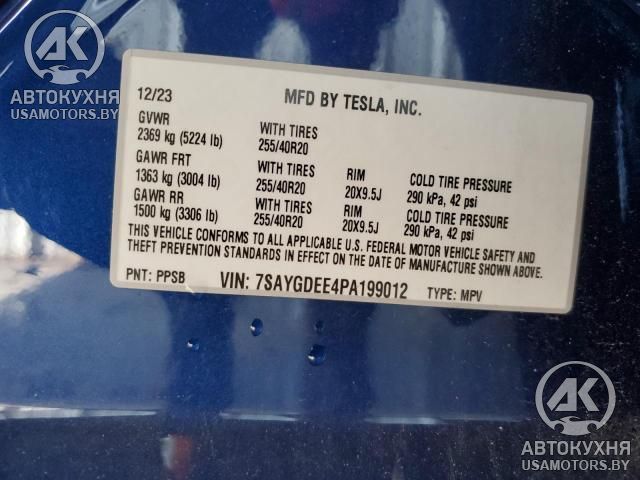 АК
АВТОКУХНЯ
USAMOTORS.BY
12/23 MFD BY TESLA, INC.
GVWR
2369 kg (5224 lb) WITH TIRES 255/40R20
GAWR FRT
1363 kg (3004 lb) WITH TIRES 255/40R20 RIM 20X9.5J COLD TIRE PRESSURE 290 kPa, 42 psi
GAWR RR
1500 kg (3306 lb) WITH TIRES 255/40R20 RIM 20X9.5J COLD TIRE PRESSURE 290 kPa, 42 psi
THIS VEHICLE CONFORMS TO ALL APPLICABLE U.S. FEDERAL MOTOR VEHICLE SAFETY AND
THEFT PREVENTION STANDARDS IN EFFECT ON THE DATE OF MANUFACTURE SHOWN ABOVE.
PNT: PPSB VIN: 7SAYGDEE4PA199012 TYPE: MPV
АК
АВТОКУХНЯ
USAMOTORS.BY